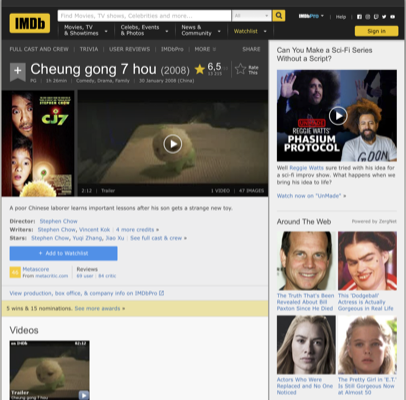 IMDb
Find Movies, TV shows, Celebrities and more...
All
IMDbPro
Help
Movies, TV & Showtimes
Celebs, Events & Photos
News & Community
Watchlist
Sign in
FULL CAST AND CREW | TRIVIA | USER REVIEWS | IMDbPro | MORE
SHARE
Cheung gong 7 hou (2008)
6,5
Rate This
PG | 1h 26min | Comedy, Drama, Family | 30 January 2008 (China)
CJ7
2:12 | Trailer
1 VIDEO | 47 IMAGES
A poor Chinese laborer learns important lessons after his son gets a strange new toy.
Director: Stephen Chow
Writers: Stephen Chow, Vincent Kok | 4 more credits »
Stars: Stephen Chow, Yuqi Zhang, Jiao Xu | See full cast & crew »
+ Add to Watchlist
Metascore
From metacritic.com
Reviews
69 user | 84 critic
View production, box office, & company info on IMDbPro
5 wins & 15 nominations. See more awards »
Videos
Trailer
Cheung gong 7 hou
Can You Make a Sci-Fi Series Without a Script?
REGGIE WATTS'
PHASIUM
PROTOCOL
Well Reggie Watts sure tried with his idea for a sci-fi improv show. What happens when we bring his idea to life?
Watch now on "UnMade" »
Around The Web
Powered by ZergNet
The Truth That's Been Revealed About Bill Paxton Since He Died
This 'Dodgeball' Actress is Actually Gorgeous in Real Life
Actors Who Were Replaced and No One Noticed
The Pretty Girl in 'E.T.' Is Still Gorgeous Now at Almost 50